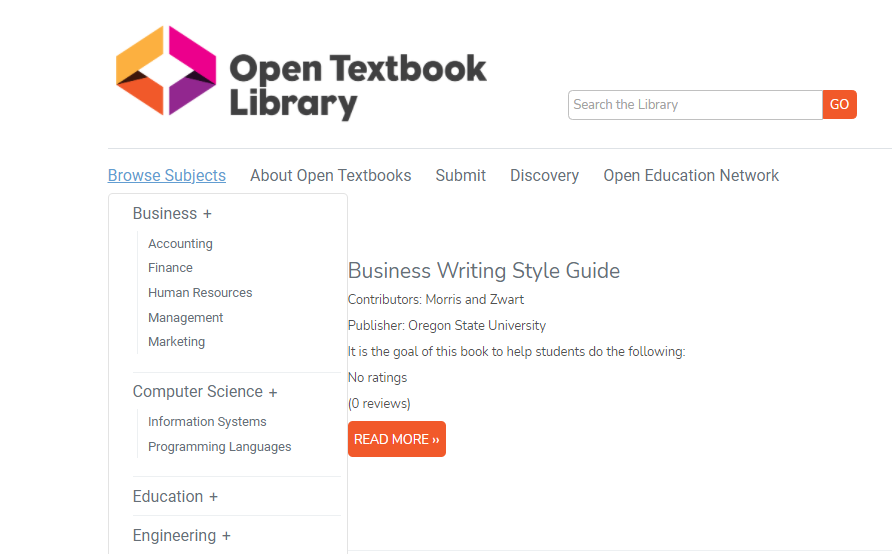 Open Textbook
Library
Search the Library
GO
Browse Subjects
About Open Textbooks
Submit
Discovery
Open Education Network
Business +
Accounting
Finance
Human Resources
Management
Marketing
Computer Science +
Information Systems
Programming Languages
Education +
Engineering +
Business Writing Style Guide
Contributors: Morris and Zwart
Publisher: Oregon State University
It is the goal of this book to help students do the following:
No ratings
(0 reviews)
READ MORE ››